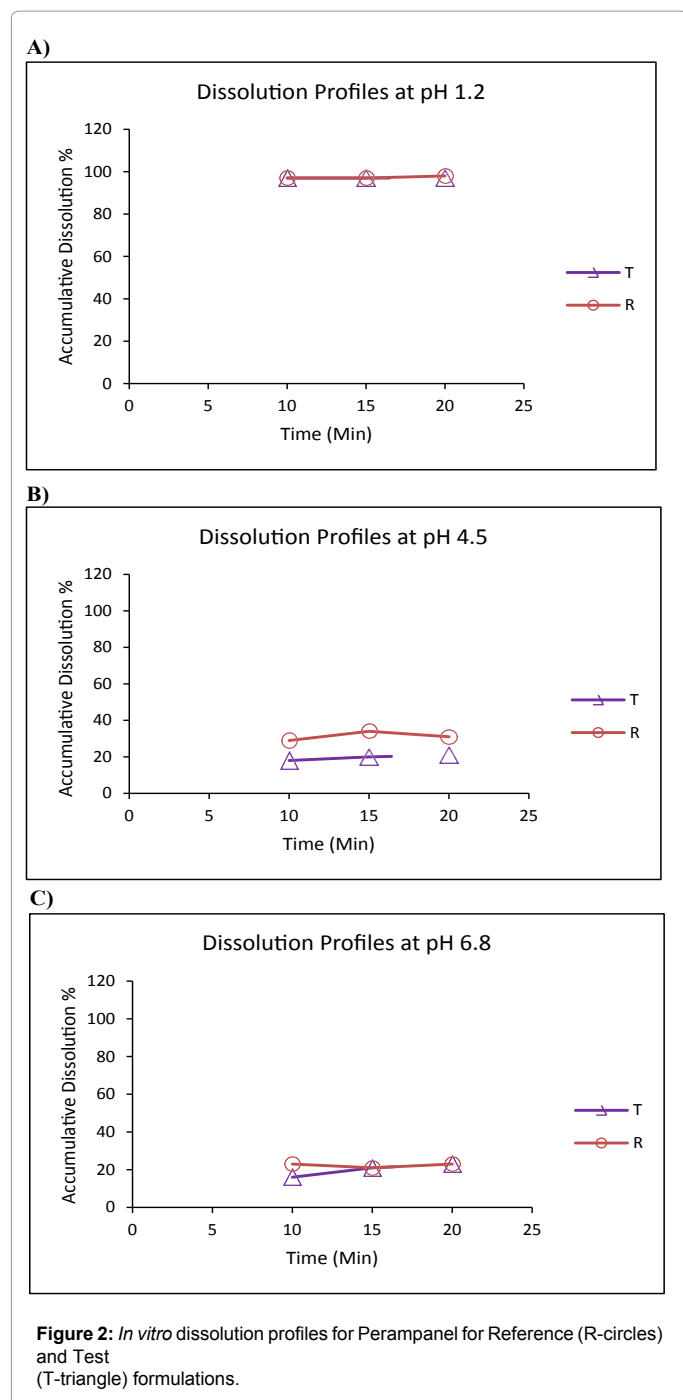 A)
Dissolution Profiles at pH 1.2
Accumulative Dissolution %
120
100
80
60
40
20
0
0 5 10 15 20 25
Time (Min)
T
R
B)
Dissolution Profiles at pH 4.5
Accumulative Dissolution %
120
100
80
60
40
20
0
0 5 10 15 20 25
Time (Min)
T
R
C)
Dissolution Profiles at pH 6.8
Accumulative Dissolution %
120
100
80
60
40
20
0
0 5 10 15 20 25
Time (Min)
T
R
Figure 2: In vitro dissolution profiles for Perampanel for Reference (R-circles)
and Test
(T-triangle) formulations.